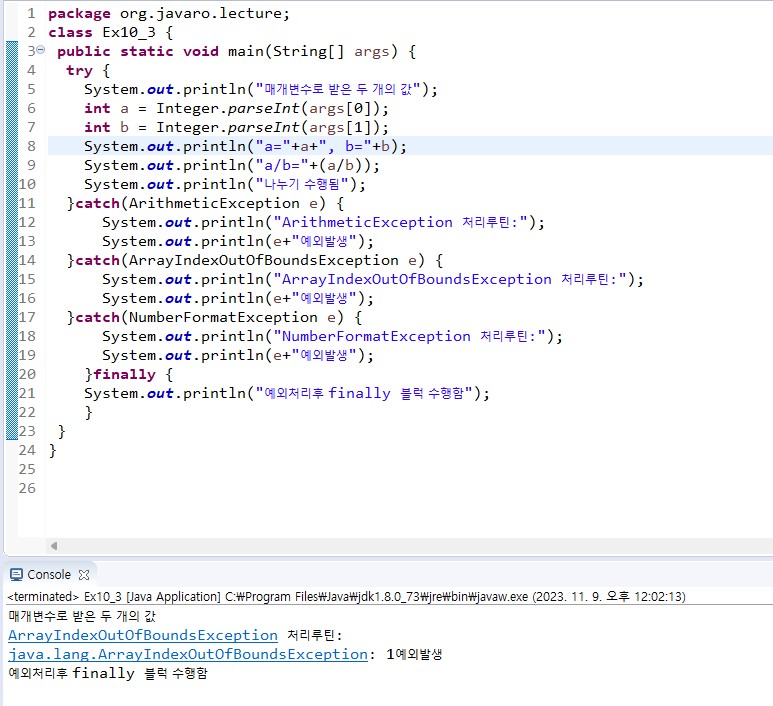 1 package org.javaro.lecture;
2 class Ex10_3 {
3 public static void main(String[] args) {
4 try {
5 System.out.println("매개변수로 받은 두 개의 값");
6 int a = Integer.parseInt(args[0]);
7 int b = Integer.parseInt(args[1]);
8 System.out.println("a="+a+", b="+b);
9 System.out.println("a/b="+(a/b));
10 System.out.println("나누기 수행됨");
11 }catch(ArithmeticException e) {
12 System.out.println("ArithmeticException 처리루틴:");
13 System.out.println(e+"예외발생");
14 }catch(ArrayIndexOutOfBoundsException e) {
15 System.out.println("ArrayIndexOutOfBoundsException 처리루틴:");
16 System.out.println(e+"예외발생");
17 }catch(NumberFormatException e) {
18 System.out.println("NumberFormatException 처리루틴:");
19 System.out.println(e+"예외발생");
20 }finally {
21 System.out.println("예외처리후 finally 블럭 수행함");
22 }
23 }
24 }
25
26
Console
<terminated> Ex10_3 [Java Application] C:₩Program Files₩Java₩jdk1.8.0_73₩jre₩bin₩javaw.exe (2023. 11. 9. 오후 12:02:13)
매개변수로 받은 두 개의 값
ArrayIndexOutOfBoundsException 처리루틴:
java.lang.ArrayIndexOutOfBoundsException: 1예외발생
예외처리후 finally 블럭 수행함